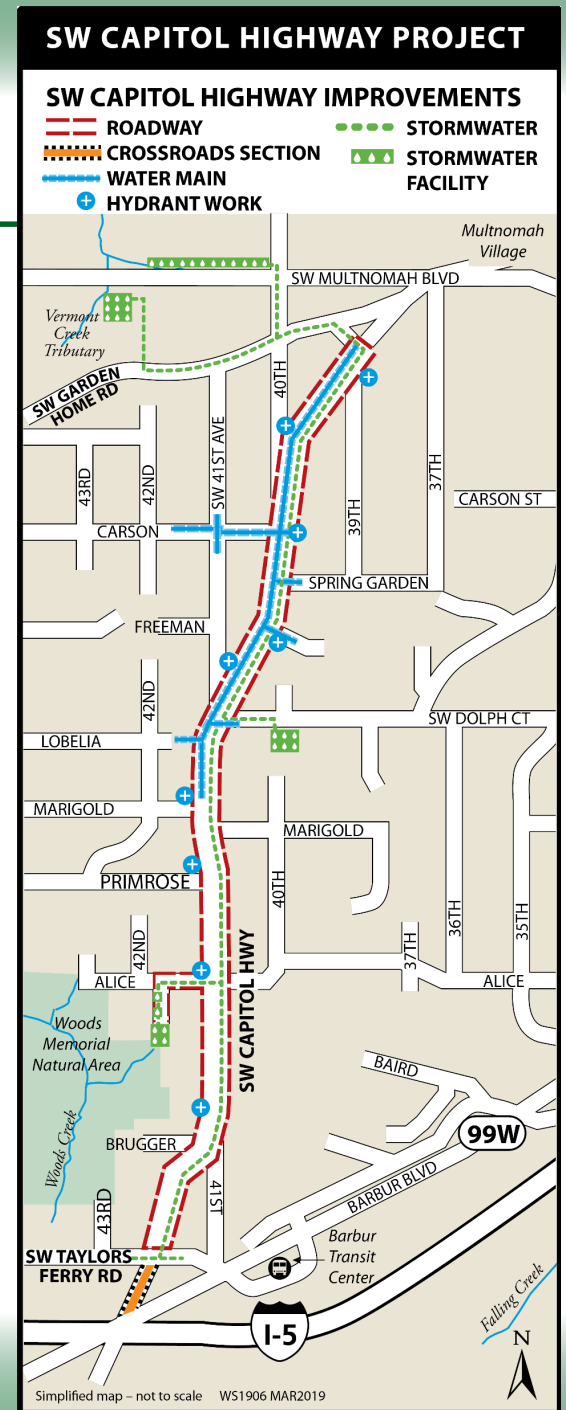 SW CAPITOL HIGHWAY PROJECT
SW CAPITOL HIGHWAY IMPROVEMENTS
ROADWAY
CROSSROADS SECTION
WATER MAIN
HYDRANT WORK
STORMWATER
STORMWATER
FACILITY
Multnomah
Village
SW MULTNOMAH BLVD
Vermont
Creek
Tributary
SW GARDEN
HOME RD
40TH
SW 41ST AVE
43RD
42ND
39TH
37TH
CARSON ST
CARSON
SPRING GARDEN
FREEMAN
42ND
SW DOLPH CT
LOBELIA
MARIGOLD
MARIGOLD
PRIMROSE
40TH
42ND
37TH
36TH
35TH
ALICE
ALICE
SW CAPITOL HWY
Woods
Memorial
Natural Area
Woods Creek
BAIRD
99W
BRUGGER
BARBUR BLVD
43RD
41ST
SW TAYLORS
FERRY RD
Barbur
Transit
Center
Falling Creek
I-5
N
Simplified map – not to scale WS1906 MAR2019